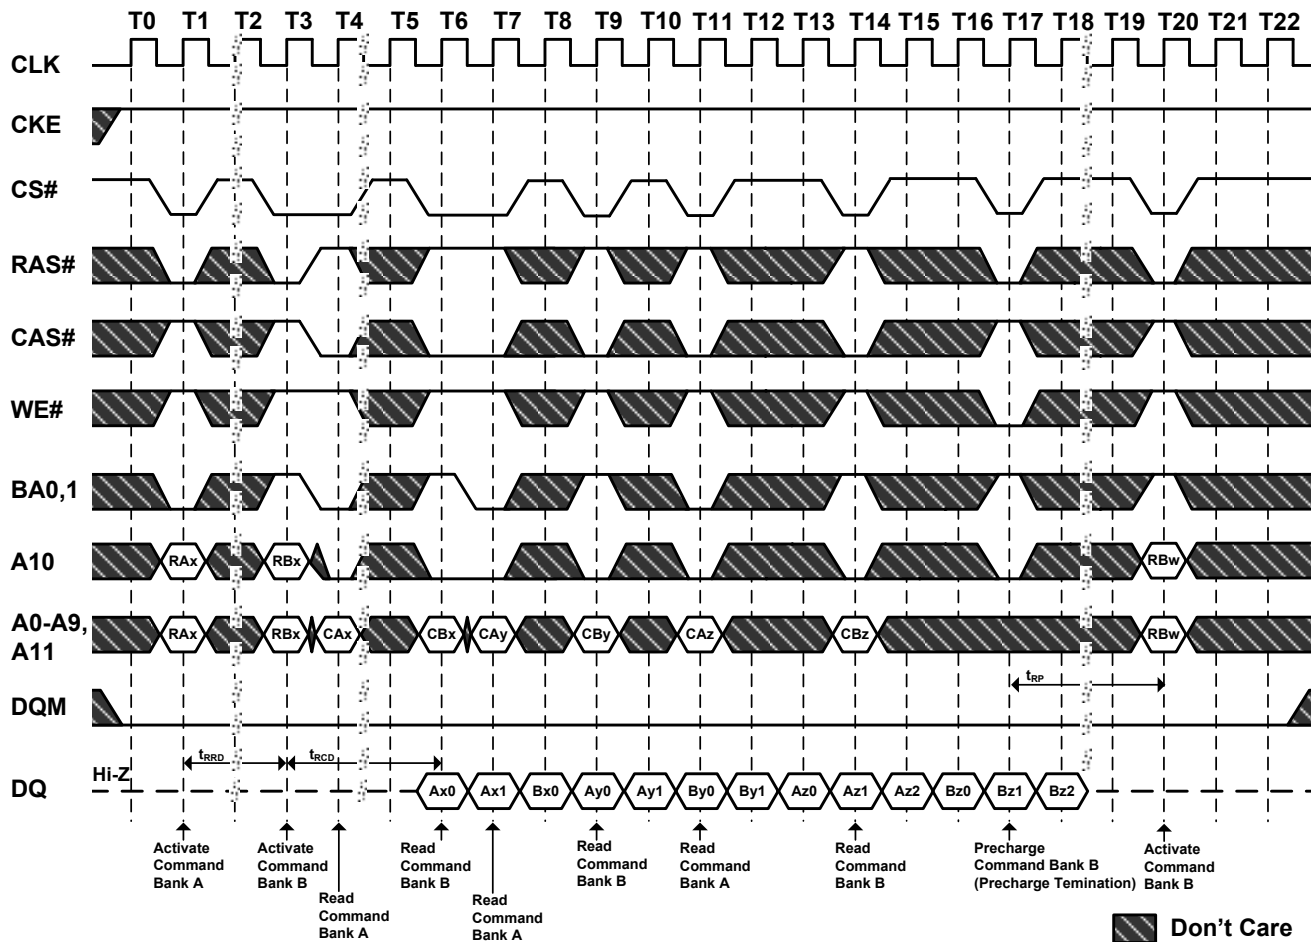 T0 T1 T2 T3 T4 T5 T6 T7 T8 T9 T10 T11 T12 T13 T14 T15 T16 T17 T18 T19 T20 T21 T22
CLK
CKE
CS#
RAS#
CAS#
WE#
BA0,1
A10
RAx RBx RBw
A0-A9,
A11
RAx RBx CAx CBx CAy CBy CAz CBz RBw
tRP
DQM
tRRD tRCD
Hi-Z
DQ
Ax0 Ax1 Bx0 Ay0 Ay1 By0 By1 Az0 Az1 Az2 Bz0 Bz1 Bz2
Activate
Command
Bank A
Activate
Command
Bank B
Read
Command
Bank A
Read
Command
Bank B
Read
Command
Bank A
Read
Command
Bank B
Read
Command
Bank A
Read
Command
Bank B
Precharge
Command Bank B
(Precharge Temination)
Activate
Command
Bank B
Don't Care